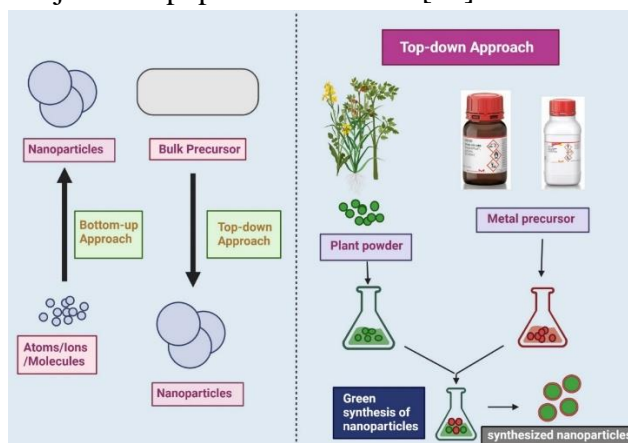 Nanoparticles
Bulk Precursor
Bottom-up
Approach
Top-down
Approach
Atoms/Ions
/Molecules
Nanoparticles
Top-down Approach
Plant powder
Metal precursor
Green
synthesis of
nanoparticles
synthesized nanoparticles